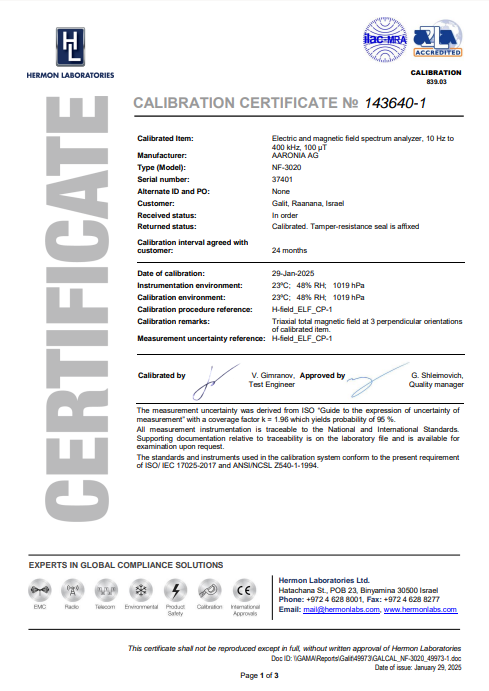 HL
HERMON LABORATORIES
ilac-MRA
ACCREDITED
CALIBRATION
839.03
CERTIFICATE
CALIBRATION CERTIFICATE № 143640-1
Calibrated Item: Electric and magnetic field spectrum analyzer, 10 Hz to
400 kHz, 100 µT
Manufacturer: AARONIA AG
Type (Model): NF-3020
Serial number: 37401
Alternate ID and PO: None
Customer: Galit, Raanana, Israel
Received status: In order
Returned status: Calibrated. Tamper-resistance seal is affixed
Calibration interval agreed with
customer: 24 months
Date of calibration: 29-Jan-2025
Instrumentation environment: 23ºC; 48% RH; 1019 hPa
Calibration environment: 23ºC; 48% RH; 1019 hPa
Calibration procedure reference: H-field_ELF_CP-1
Calibration remarks: Triaxial total magnetic field at 3 perpendicular orientations
of calibrated item.
Measurement uncertainty reference: H-field_ELF_CP-1
Calibrated by V. Gimranov, Approved by G. Shleimovich,
Test Engineer Quality manager
The measurement uncertainty was derived from ISO "Guide to the expression of uncertainty of
measurement" with a coverage factor k = 1.96 which yields probability of 95 %.
All measurement instrumentation is traceable to the National and International Standards.
Supporting documentation relative to traceability is on the laboratory file and is available for
examination upon request.
The standards and instruments used in the calibration system conform to the present requirement
of ISO/ IEC 17025-2017 and ANSI/NCSL Z540-1-1994.
EXPERTS IN GLOBAL COMPLIANCE SOLUTIONS
EMC Radio Telecom Environmental Product Safety Calibration International Approvals
Hermon Laboratories Ltd.
Hatachana St., POB 23, Binyamina 30500 Israel
Phone: +972 4 628 8001, Fax: +972 4 628 8277
Email: mail@hermonlabs.com, www.hermonlabs.com
This certificate shall not be reproduced except in full, without written approval of Hermon Laboratories
Doc ID: \\GAMA\Reports\Galit\49973\GALCAL_NF-3020_49973-1.doc
Date of issue: January 29, 2025
Page 1 of 3